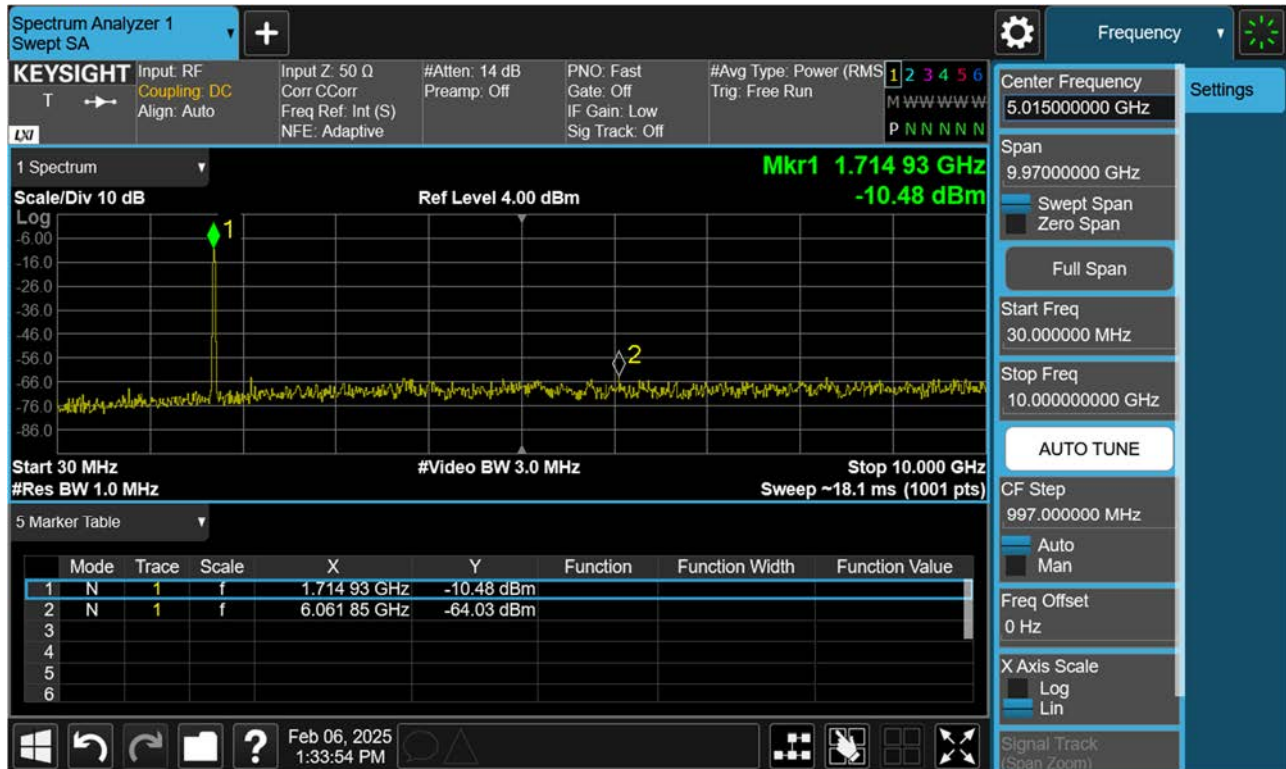 Spectrum Analyzer 1
Swept SA
+
Frequency
KEYSIGHT
T
LXI
Input: RF
Coupling: DC
Align: Auto
Input Z: 50 Ω
Corr CCorr
Freq Ref: Int (S)
NFE: Adaptive
#Atten: 14 dB
Preamp: Off
PNO: Fast
Gate: Off
IF Gain: Low
Sig Track: Off
#Avg Type: Power (RMS
Trig: Free Run
1 2 3 4 5 6
M W W W W W
P N N N N N
1 Spectrum
Mkr1 1.714 93 GHz
-10.48 dBm
Scale/Div 10 dB
Ref Level 4.00 dBm
Log
-6.00
-16.0
-26.0
-36.0
-46.0
-56.0
-66.0
-76.0
-86.0
1
2
Start 30 MHz
#Video BW 3.0 MHz
Stop 10.000 GHz
#Res BW 1.0 MHz
Sweep ~18.1 ms (1001 pts)
5 Marker Table
Mode Trace Scale X Y Function Function Width Function Value
1 N 1 f 1.714 93 GHz -10.48 dBm
2 N 1 f 6.061 85 GHz -64.03 dBm
3
4
5
6
?
Feb 06, 2025
1:33:54 PM
Center Frequency
5.015000000 GHz
Settings
Span
9.97000000 GHz
Swept Span
Zero Span
Full Span
Start Freq
30.000000 MHz
Stop Freq
10.000000000 GHz
AUTO TUNE
CF Step
997.000000 MHz
Auto
Man
Freq Offset
0 Hz
X Axis Scale
Log
Lin
Signal Track
(Span Zoom)